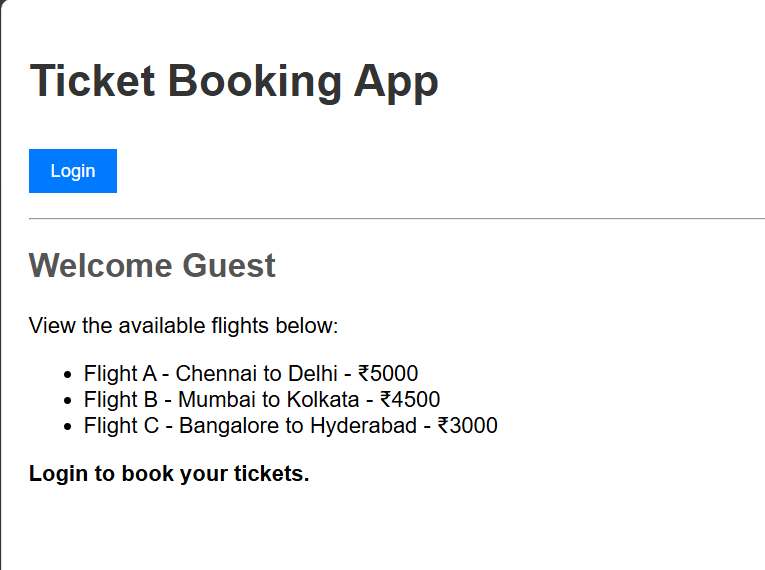 Ticket Booking App
Login
Welcome Guest
View the available flights below:
• Flight A - Chennai to Delhi - ₹5000
• Flight B - Mumbai to Kolkata - ₹4500
• Flight C - Bangalore to Hyderabad - ₹3000
Login to book your tickets.